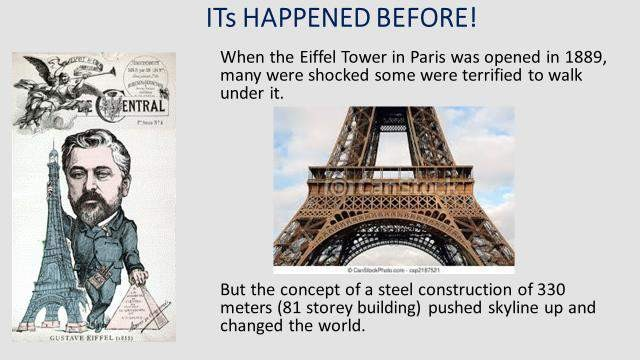 ITs HAPPENED BEFORE!
When the Eiffel Tower in Paris was opened in 1889,
many were shocked some were terrified to walk
under it.
CENTRAL
GUSTAVE EIFFEL
© CanStock
© CanStockPhoto.com - csp2187521
But the concept of a steel construction of 330
meters (81 storey building) pushed skyline up and
changed the world.